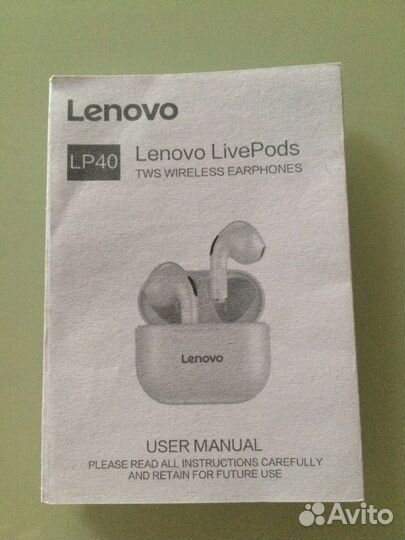 Lenovo
LP40
Lenovo LivePods
TWS WIRELESS EARPHONES
Lenovo
USER MANUAL
PLEASE READ ALL INSTRUCTIONS CAREFULLY
AND RETAIN FOR FUTURE USE
Avito